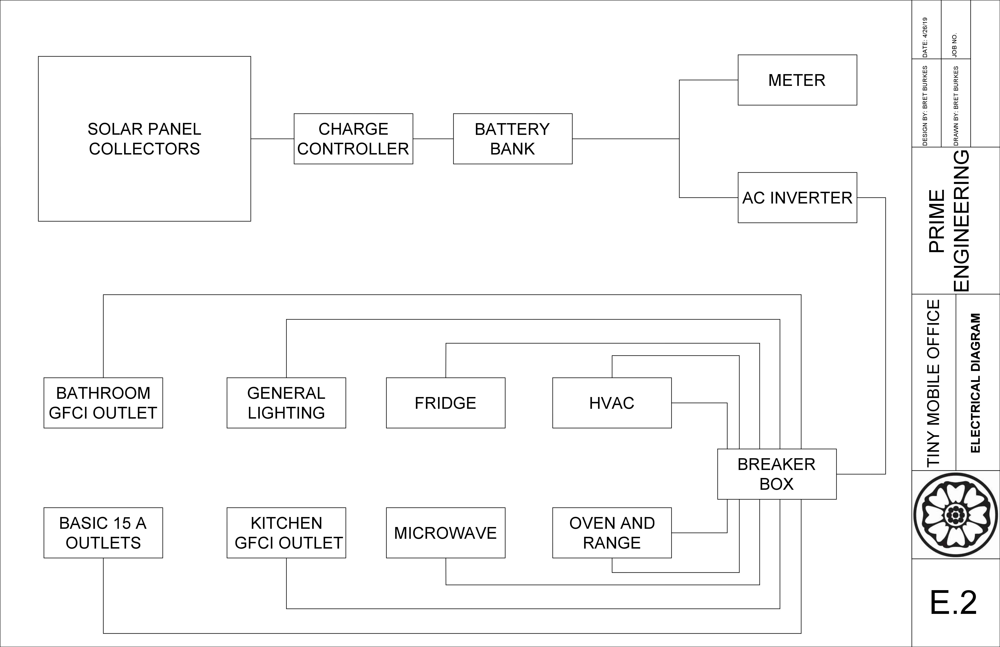 SOLAR PANEL
COLLECTORS
CHARGE
CONTROLLER
BATTERY
BANK
METER
AC INVERTER
BATHROOM
GFCI OUTLET
GENERAL
LIGHTING
FRIDGE
HVAC
BREAKER
BOX
BASIC 15 A
OUTLETS
KITCHEN
GFCI OUTLET
MICROWAVE
OVEN AND
RANGE
DATE: 4/26/19
JOB NO.
DESIGN BY: BRET BURKES
DRAWN BY: BRET BURKES
PRIME
ENGINEERING
TINY MOBILE OFFICE
ELECTRICAL DIAGRAM
E.2